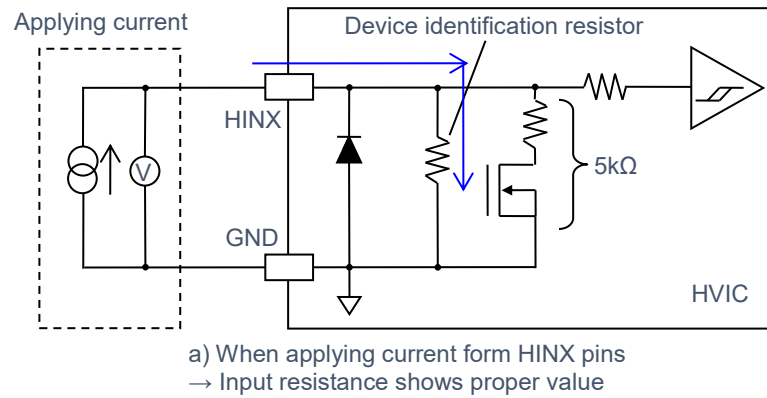 Applying current
Device identification resistor
HINX
V
5kΩ
GND
HVIC
a) When applying current form HINX pins
→ Input resistance shows proper value